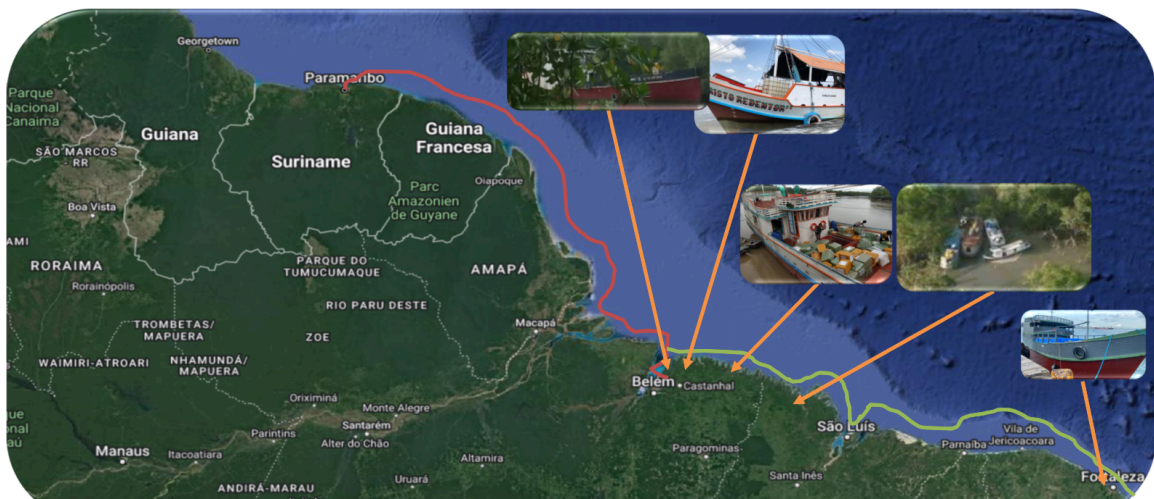 Georgetown
Paramaribo
Parque
Nacional
Canaima
Guiana
Guiana
Francesa
SÃO MARCOS
- RR
Suriname
Oiapoque
Parc
Amazonien
de Guyane
Boa Vista
AMI
RORAIMA
PARQUE DO
TUMUCUMAQUE
AMAPÁ
Rorainópolis
RIO PARU DESTE
TROMBETAS/
MAPUERA
ZOE
Macapá
WAIMIRI-ATROARI
NHAMUNDÁ/
MAPUERA
Belém
Castanhal
Oriximiná
Monte Alegre
Santarém
Parintins
Alter do Chão
São Luís
Vila de
Jericoacoara
Parnaíba
Manaus
Itacoatiara
Altamira
Paragominas
Santa Inês
Uruará
ANDIRÁ-MARAU
Fortaleza
ISTO REDENTOR